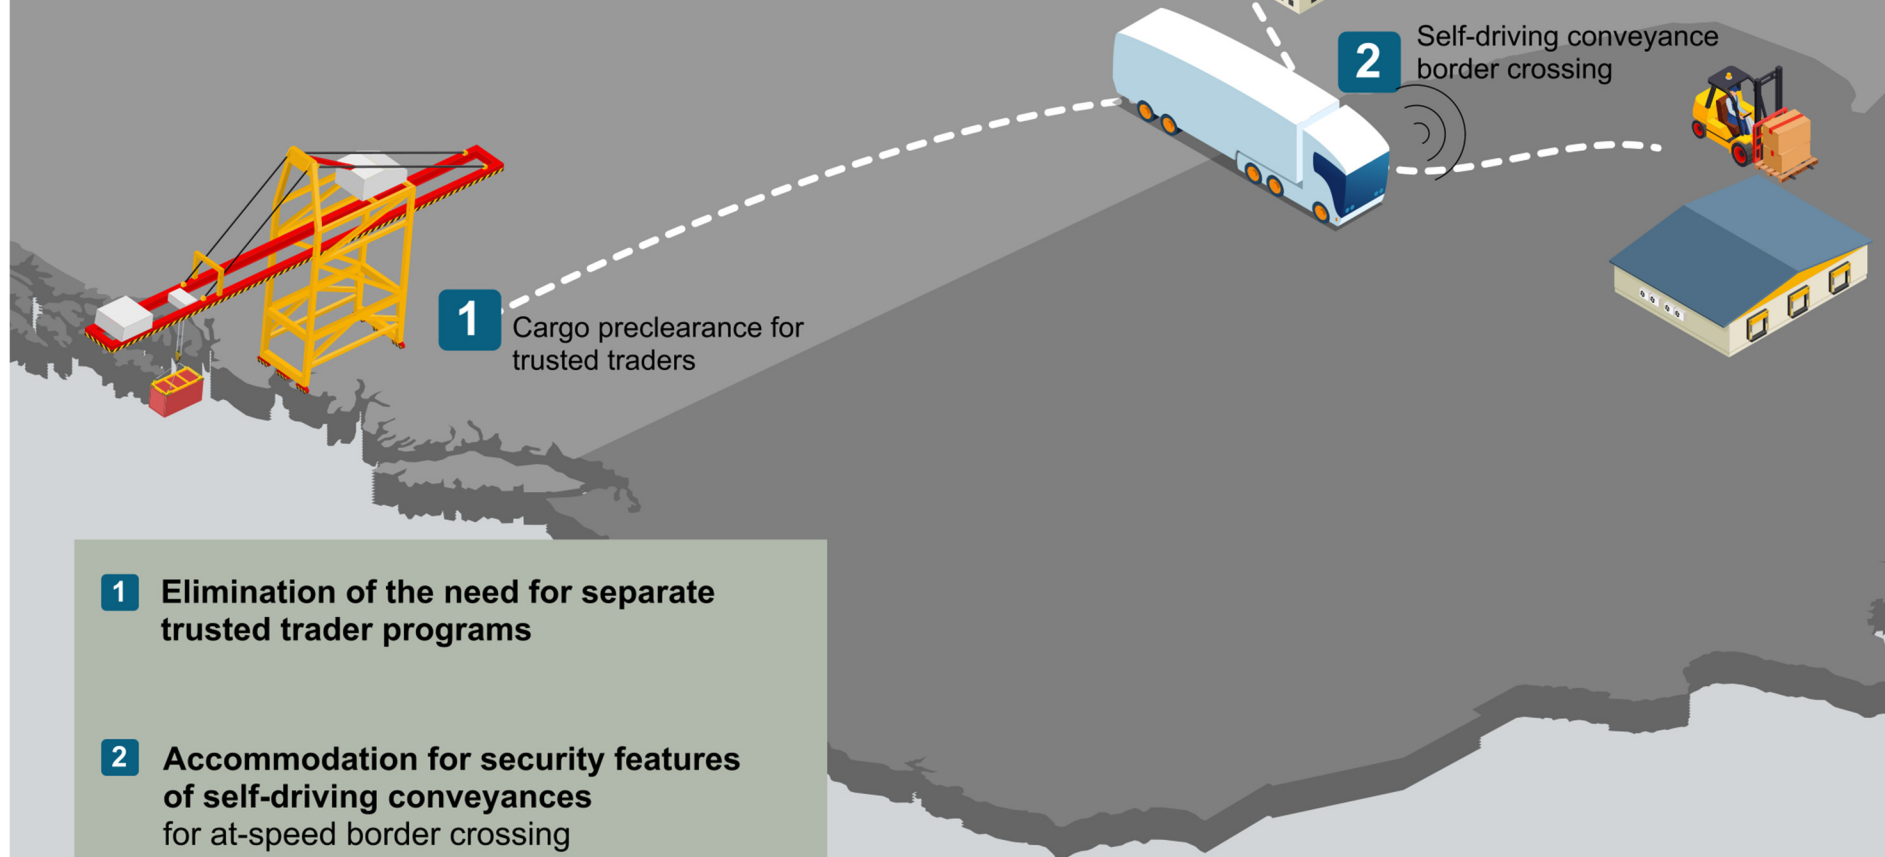 2
Self-driving conveyance
border crossing
1
Cargo preclearance for
trusted traders
1 Elimination of the need for separate
trusted trader programs
2 Accommodation for security features
of self-driving conveyances
for at-speed border crossing